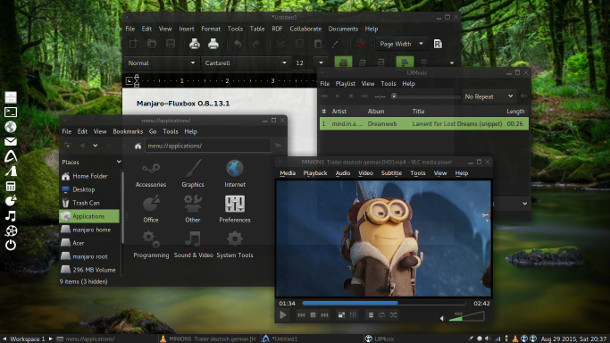 *Untitled1
File Edit View Insert Format Tools Table RDF Collaborate Documents Help
Page Width
Normal Cantarell 12
1 2 3
Manjaro~Fluxbox 0.8..13.1
LXMusic
File Playlist View Tools Help
No Repeat
# Artist Album Title Length
1 mind.in.a.... Dreamweb Lament for Lost Dreams (snippet) 00:26
menu://applications/
File Edit View Bookmarks Go Tools Help
menu://applications/
Places
Home Folder
Desktop
Trash Can
Applications
manjaro home
Acer
manjaro root
296 MB Volume
Accessories Graphics Internet
Office Other Preferences
Programming Sound & Video System Tools
9 items (3 hidden)
MINIONS Trailer deutsch german [HD].mp4 - VLC media player
Media Playback Audio Video Subtitle Tools View Help
01:34 02:42
Workspace 1 menu://applications/ MINIONS Trailer deutsch german [H *Untitled1 LXMusic Aug 29 2015, Sat 20:37